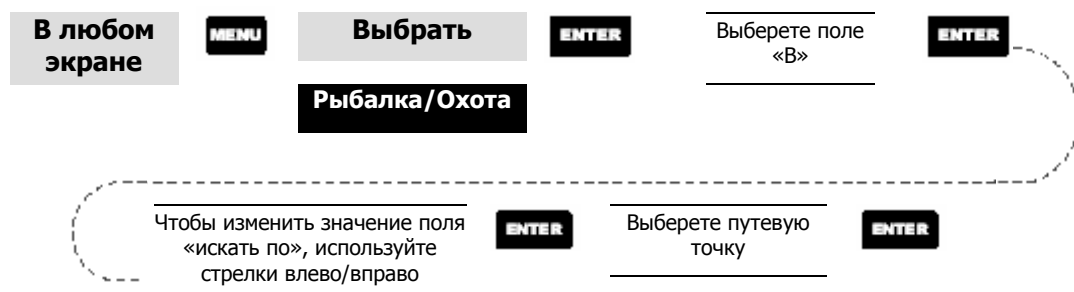 В любом экране
MENU
Выбрать
Рыбалка/Охота
ENTER
Выберете поле
«В»
ENTER
Чтобы изменить значение поля
«искать по», используйте
стрелки влево/вправо
ENTER
Выберете путевую
точку
ENTER